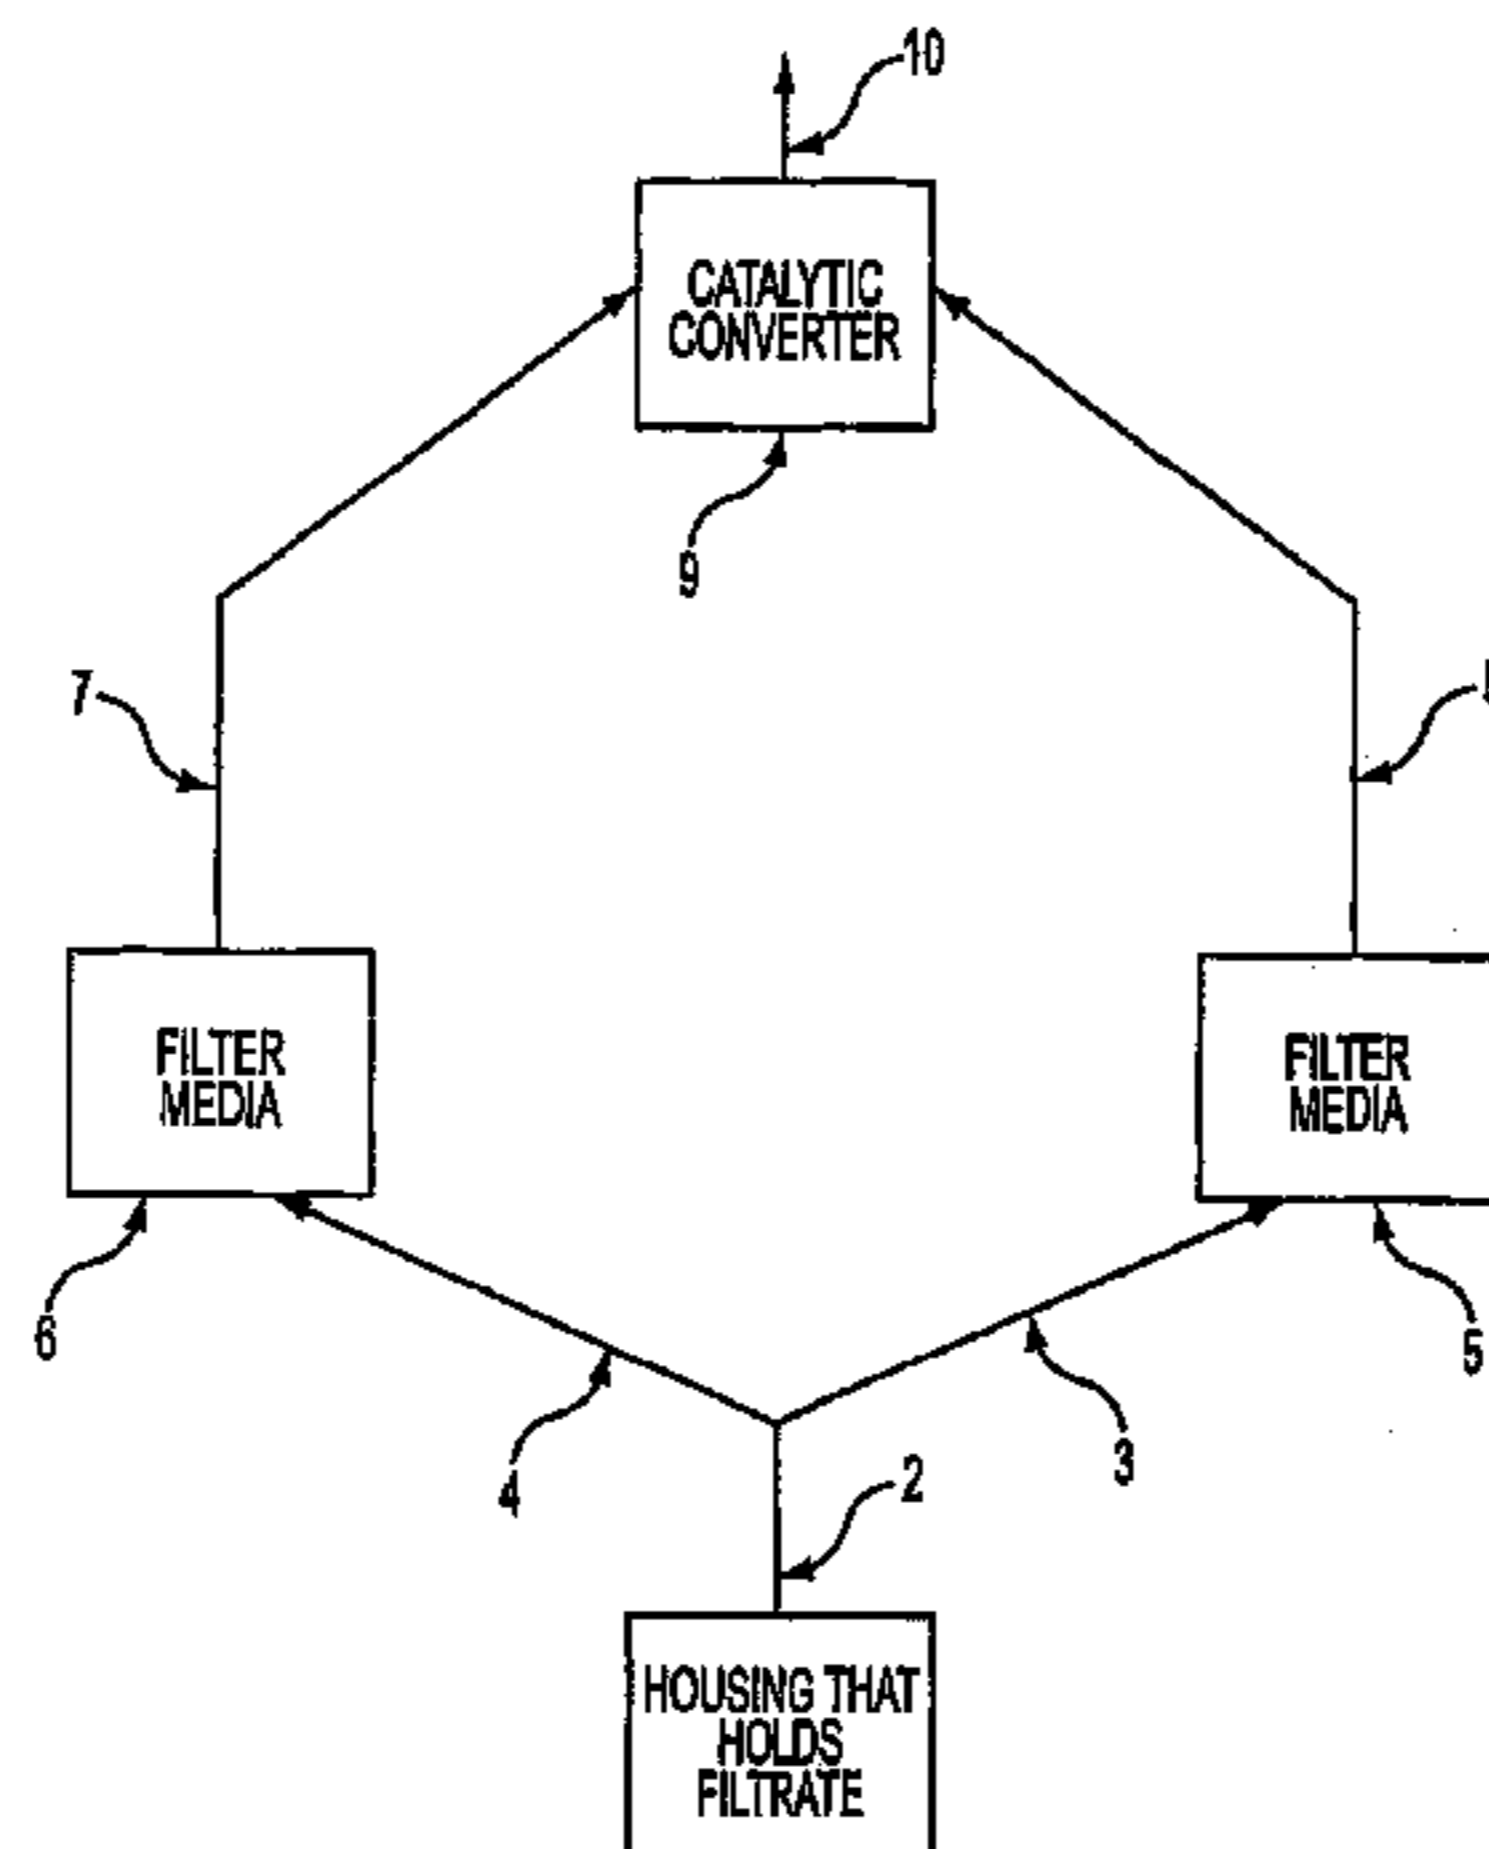 10
CATALYTIC
CONVERTER
9
7
FILTER
MEDIA
FILTER
MEDIA
6
5
4
3
2
HOUSING THAT
HOLDS
FILTRATE